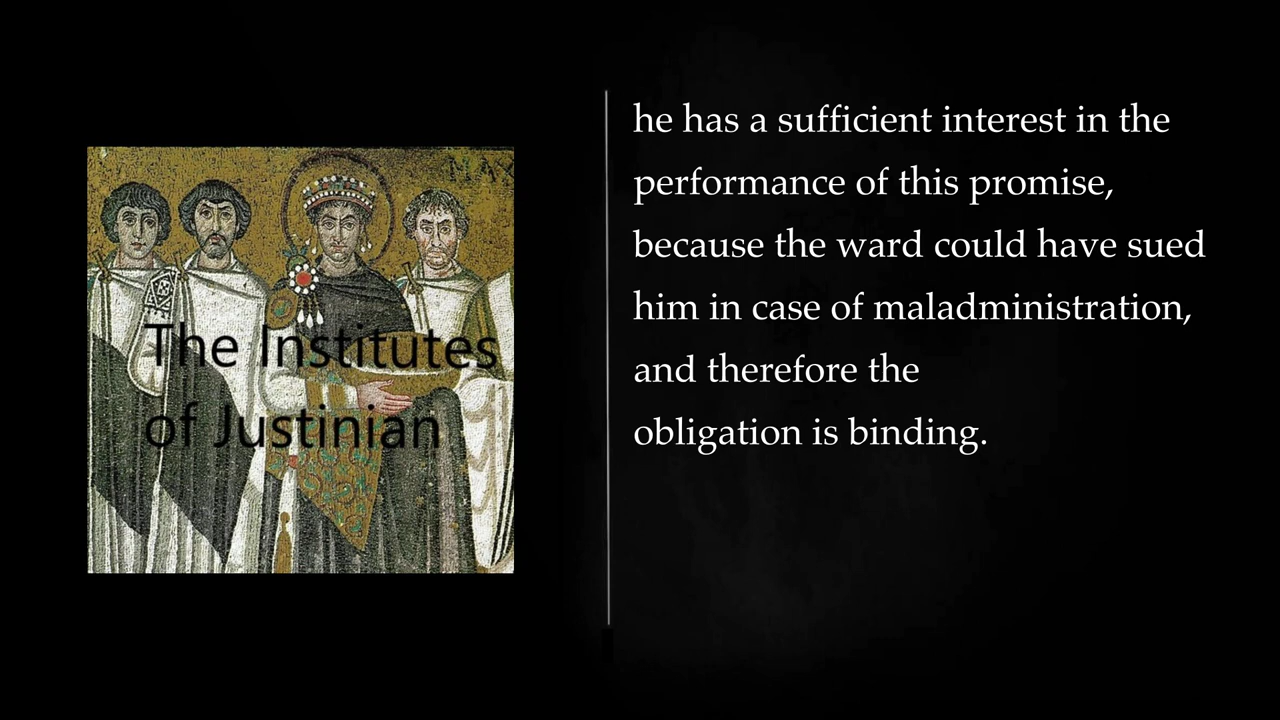 MAX
The Institutes
of Justinian
he has a sufficient interest in the
performance of this promise,
because the ward could have sued
him in case of maladministration,
and therefore the
obligation is binding.